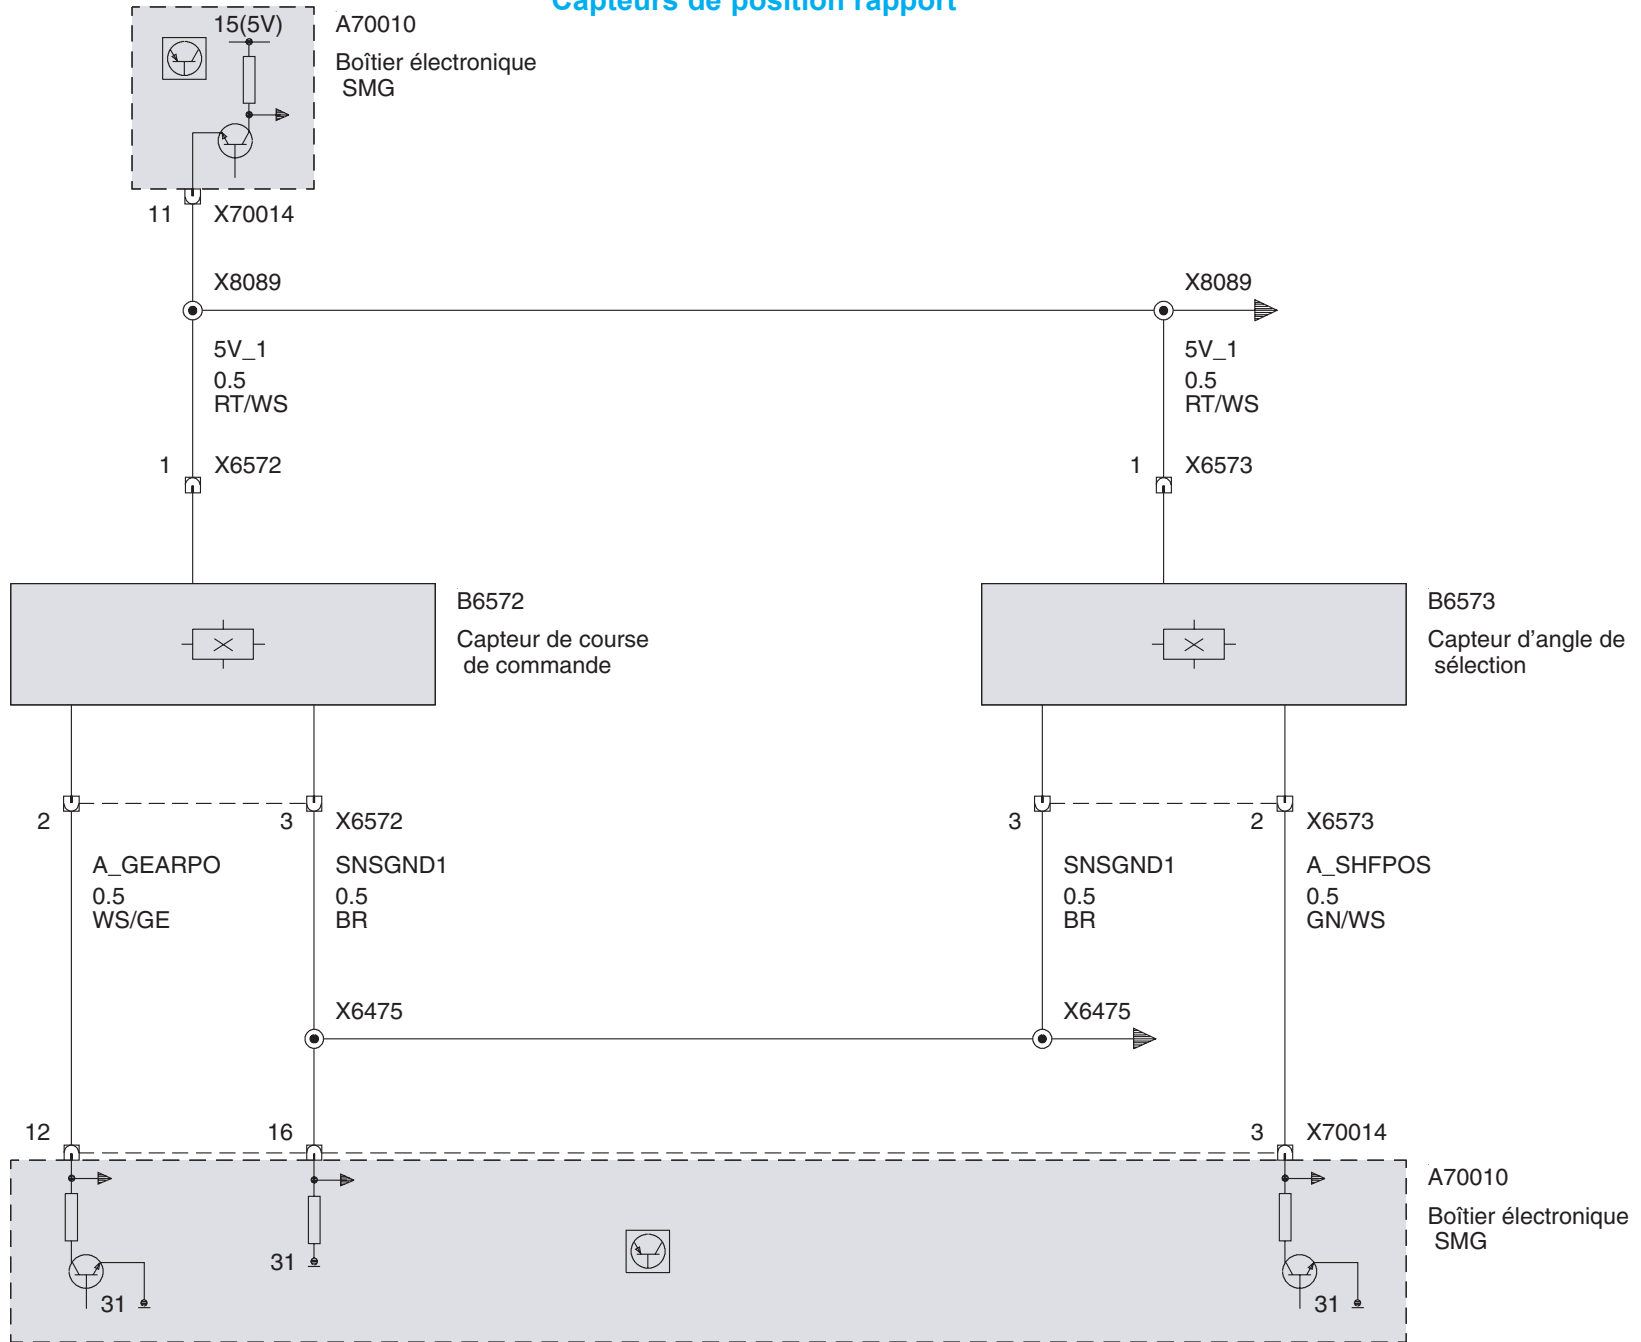 Capteurs de position rapport
15(5V)
A70010
Boîtier électronique
SMG
11
X70014
X8089
X8089
5V_1
0.5
RT/WS
5V_1
0.5
RT/WS
1
X6572
1
X6573
B6572
Capteur de course
de commande
B6573
Capteur d'angle de
sélection
2
3
X6572
3
2
X6573
A_GEARPO
0.5
WS/GE
SNSGND1
0.5
BR
SNSGND1
0.5
BR
A_SHFPOS
0.5
GN/WS
X6475
X6475
12
16
3
X70014
A70010
Boîtier électronique
SMG
31
31
31